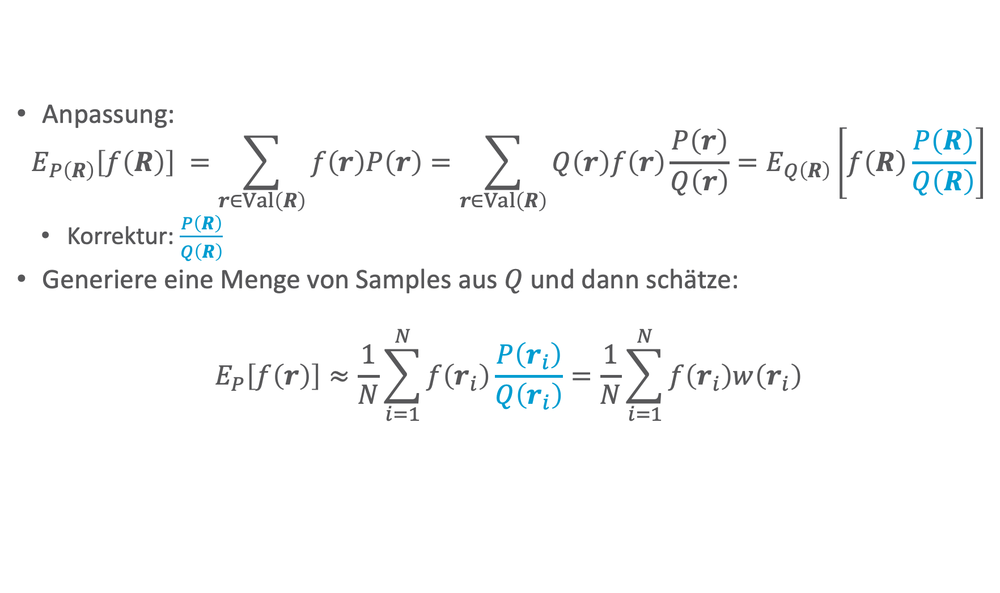 • Anpassung:
E_{P(R)}[f(R)] = ∑_{r∈Val(R)} f(r)P(r) = ∑_{r∈Val(R)} Q(r)f(r) P(r)/Q(r) = E_{Q(R)} [f(R) P(R)/Q(R)]
• Korrektur: P(R)/Q(R)
• Generiere eine Menge von Samples aus Q und dann schätze:
E_P[f(r)] ≈ 1/N ∑_{i=1}^{N} f(r_i) P(r_i)/Q(r_i) = 1/N ∑_{i=1}^{N} f(r_i)w(r_i)